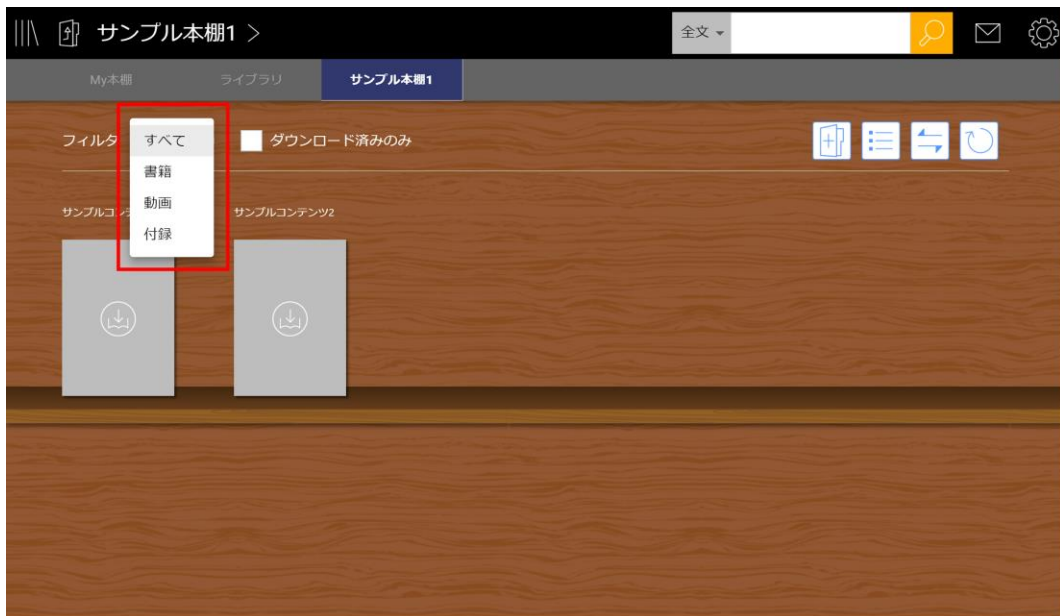 サンプル本棚1 >
全文
My本棚
ライブラリ
サンプル本棚1
フィルタ
すべて
書籍
動画
付録
ダウンロード済みのみ
サンプルコンテ
サンプルコンテンツ2